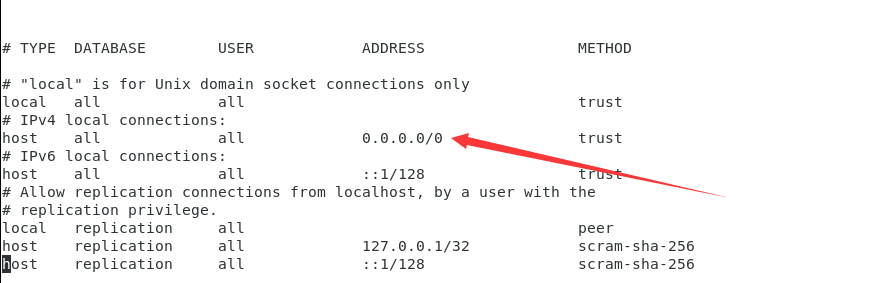 # TYPE  DATABASE        USER            ADDRESS                 METHOD
# "local" is for Unix domain socket connections only
local   all             all                                     trust
# IPv4 local connections:
host    all             all             0.0.0.0/0               trust
# IPv6 local connections:
host    all             all             ::1/128                 trust
# Allow replication connections from localhost, by a user with the
# replication privilege.
local   replication     all                                     peer
host    replication     all             127.0.0.1/32            scram-sha-256
host    replication     all             ::1/128                 scram-sha-256